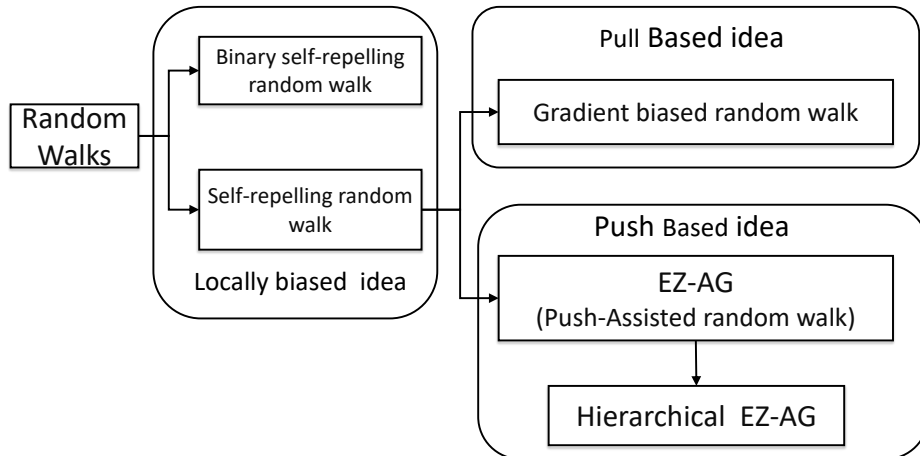 Random
Walks
Binary self-repelling
random walk
Self-repelling random
walk
Locally biased idea
Pull Based idea
Gradient biased random walk
Push Based idea
EZ-AG
(Push-Assisted random walk)
Hierarchical EZ-AG